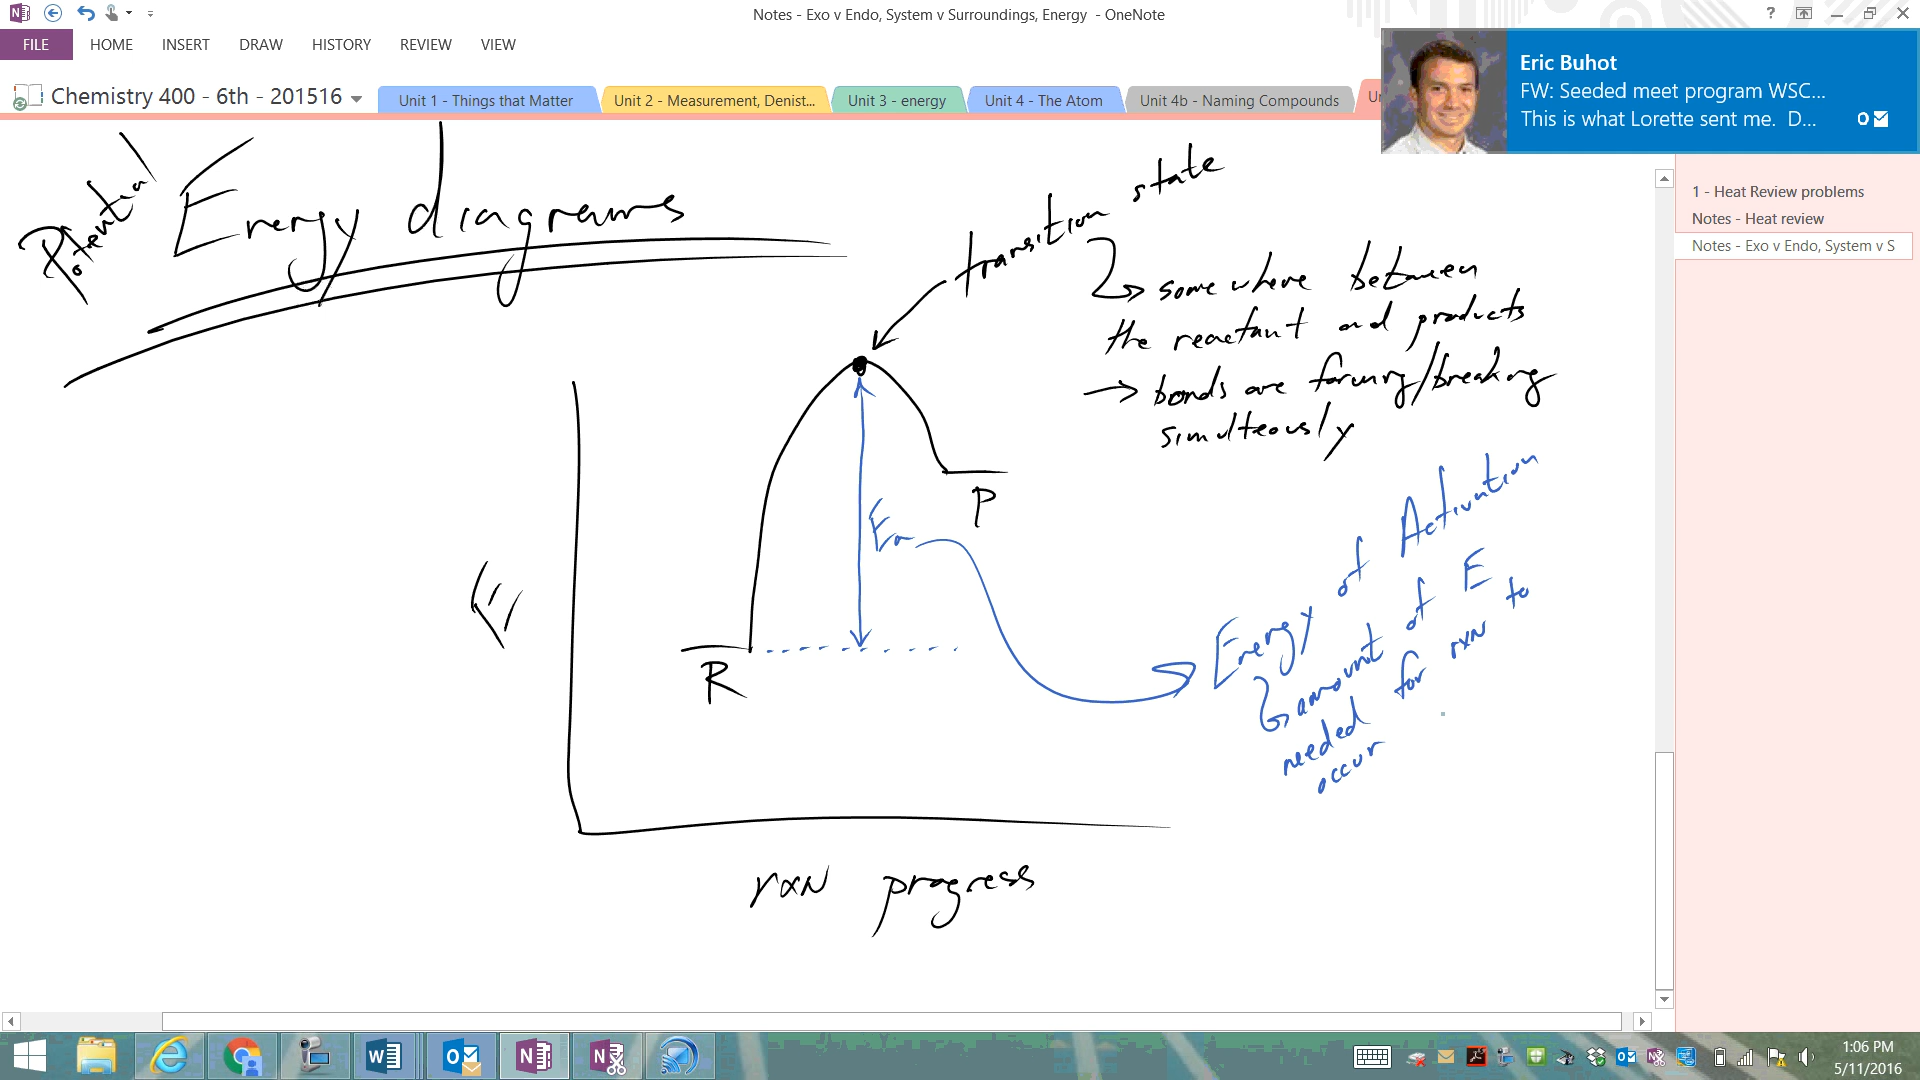 Notes - Exo v Endo, System v Surroundings, Energy - OneNote
FILE HOME INSERT DRAW HISTORY REVIEW VIEW
Eric Buhot
FW: Seeded meet program WSC...
This is what Lorette sent me. D...
Chemistry 400 - 6th - 201516
Unit 1 - Things that Matter
Unit 2 - Measurement, Denist...
Unit 3 - energy
Unit 4 - The Atom
Unit 4b - Naming Compounds
1 - Heat Review problems
Notes - Heat review
Notes - Exo v Endo, System v S
Potential
Energy diagrams
transition state
somewhere between
the reactant and products
→ bonds are forming/breaking
simulteously
P
Ea
R
E
rxn progress
Energy of Activation
amount of E
needed for rxn to
occur
1:06 PM
5/11/2016